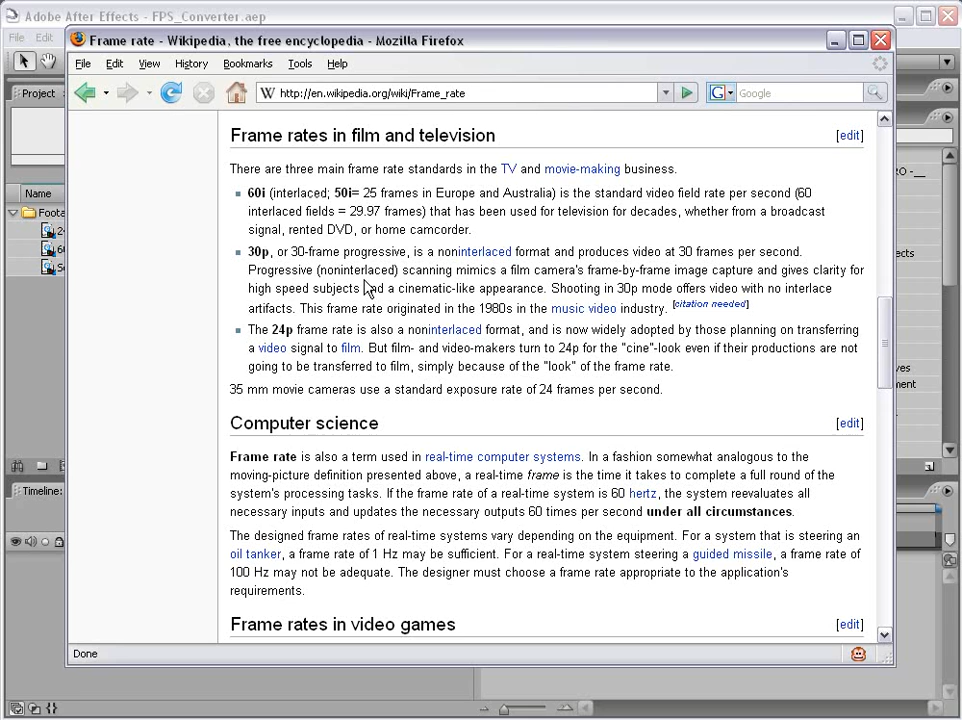 Adobe After Effects - FPS_Converter.aep
File Edit
Frame rate - Wikipedia, the free encyclopedia - Mozilla Firefox
File Edit View History Bookmarks Tools Help
W http://en.wikipedia.org/wiki/Frame_rate
G Google
Project
Name
Foota
24
60
So
Timeline:
Frame rates in film and television [edit]
There are three main frame rate standards in the TV and movie-making business.
60i (interlaced; 50i= 25 frames in Europe and Australia) is the standard video field rate per second (60
interlaced fields = 29.97 frames) that has been used for television for decades, whether from a broadcast
signal, rented DVD, or home camcorder.
30p, or 30-frame progressive, is a noninterlaced format and produces video at 30 frames per second.
Progressive (noninterlaced) scanning mimics a film camera's frame-by-frame image capture and gives clarity for
high speed subjects and a cinematic-like appearance. Shooting in 30p mode offers video with no interlace
artifacts. This frame rate originated in the 1980s in the music video industry. [citation needed]
The 24p frame rate is also a noninterlaced format, and is now widely adopted by those planning on transferring
a video signal to film. But film- and video-makers turn to 24p for the "cine"-look even if their productions are not
going to be transferred to film, simply because of the "look" of the frame rate.
35 mm movie cameras use a standard exposure rate of 24 frames per second.
Computer science [edit]
Frame rate is also a term used in real-time computer systems. In a fashion somewhat analogous to the
moving-picture definition presented above, a real-time frame is the time it takes to complete a full round of the
system's processing tasks. If the frame rate of a real-time system is 60 hertz, the system reevaluates all
necessary inputs and updates the necessary outputs 60 times per second under all circumstances.
The designed frame rates of real-time systems vary depending on the equipment. For a system that is steering an
oil tanker, a frame rate of 1 Hz may be sufficient. For a real-time system steering a guided missile, a frame rate of
100 Hz may not be adequate. The designer must choose a frame rate appropriate to the application's
requirements.
Frame rates in video games [edit]
RO -__
ects
ves
ment
Done